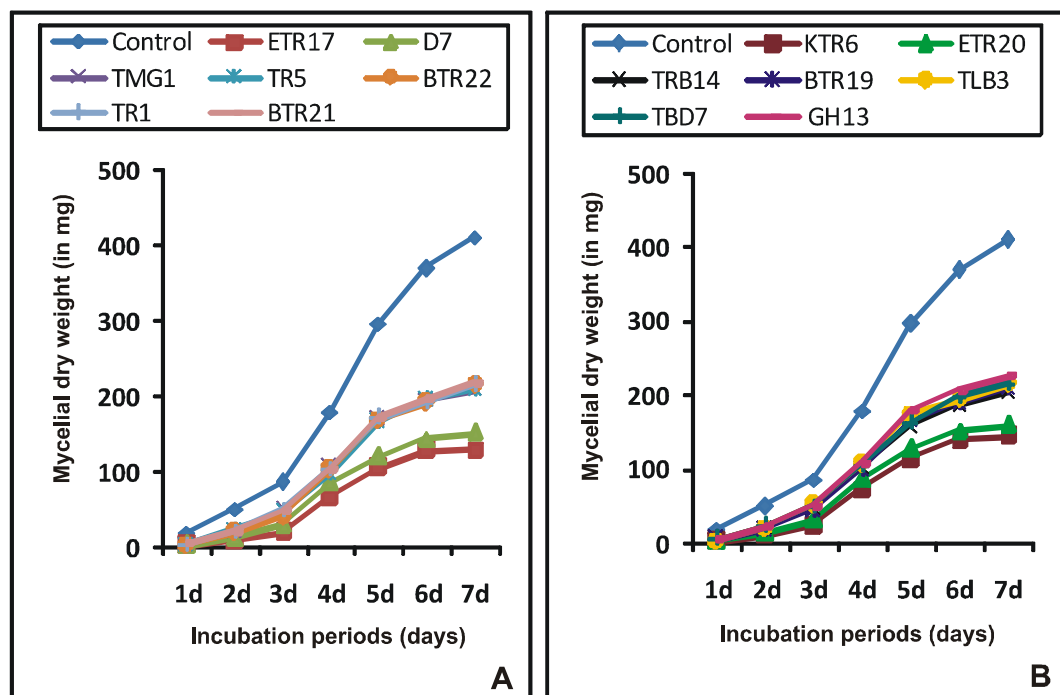 Control ETR17 D7
TMG1 TR5 BTR22
TR1 BTR21
500
400
300
200
100
0
Mycelial dry weight (in mg)
1d 2d 3d 4d 5d 6d 7d
Incubation periods (days)
A
Control KTR6 ETR20
TRB14 BTR19 TLB3
TBD7 GH13
500
400
300
200
100
0
Mycelial dry weight (in mg)
1d 2d 3d 4d 5d 6d 7d
Incubation periods (days)
B